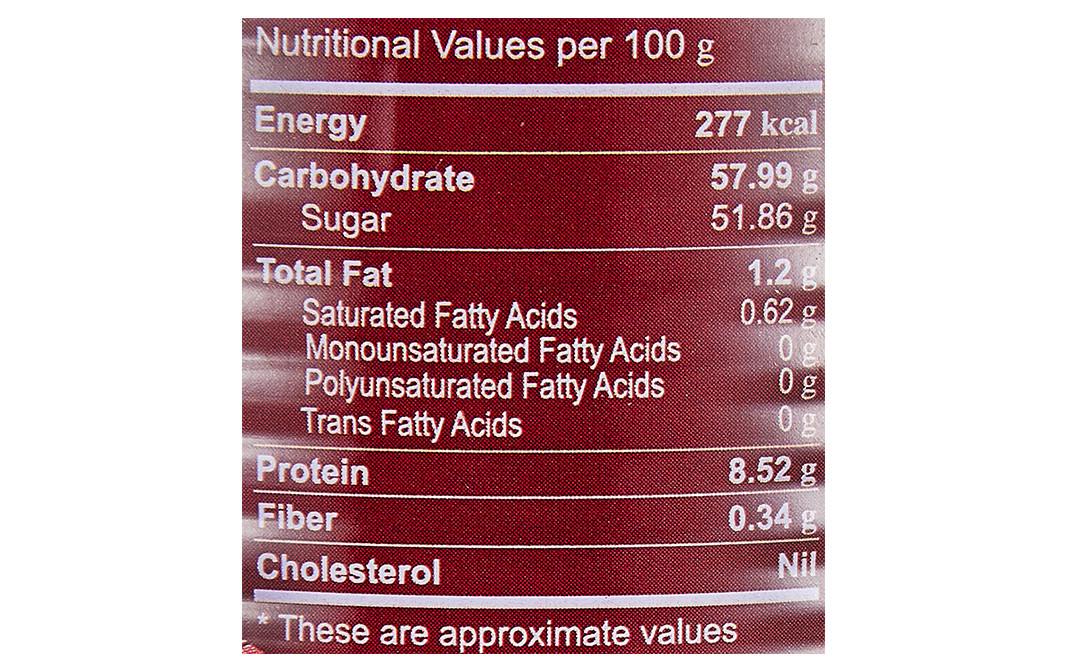 Nutritional Values per 100 g
Energy 277 kcal
Carbohydrate 57.99 g
Sugar 51.86 g
Total Fat 1.2 g
Saturated Fatty Acids 0.62 g
Monounsaturated Fatty Acids 0 g
Polyunsaturated Fatty Acids 0 g
Trans Fatty Acids 0 g
Protein 8.52 g
Fiber 0.34 g
Cholesterol Nil
* These are approximate values